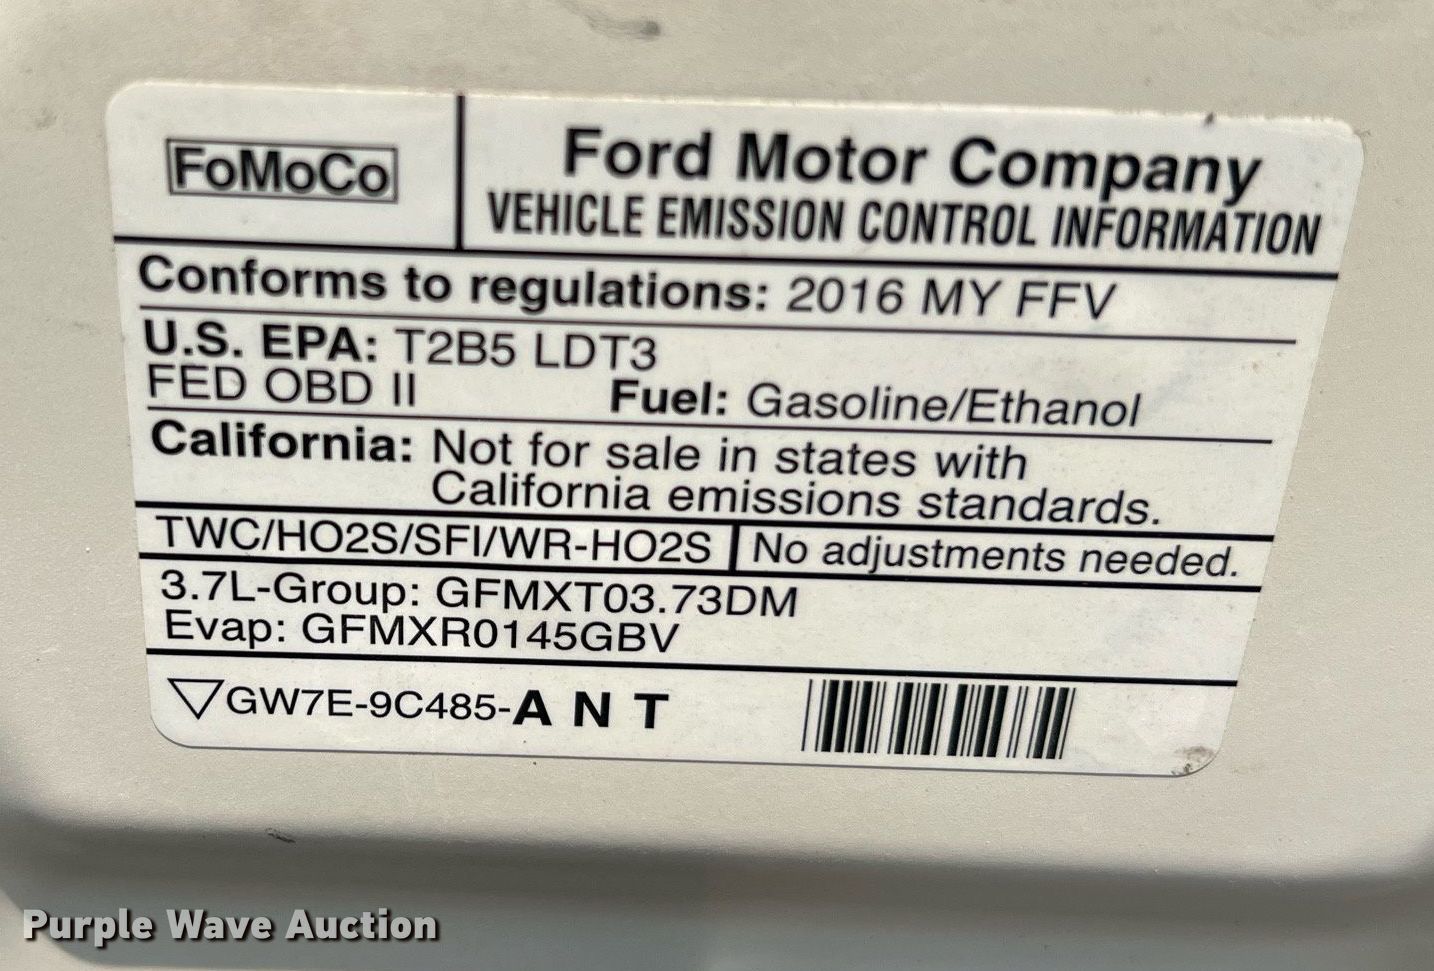 FoMoCo
Ford Motor Company
VEHICLE EMISSION CONTROL INFORMATION
Conforms to regulations: 2016 MY FFV
U.S. EPA: T2B5 LDT3
FED OBD II Fuel: Gasoline/Ethanol
California: Not for sale in states with
California emissions standards.
TWC/HO2S/SFI/WR-HO2S No adjustments needed.
3.7L-Group: GFMXT03.73DM
Evap: GFMXR0145GBV
GW7E-9C485-A N T
Purple Wave Auction